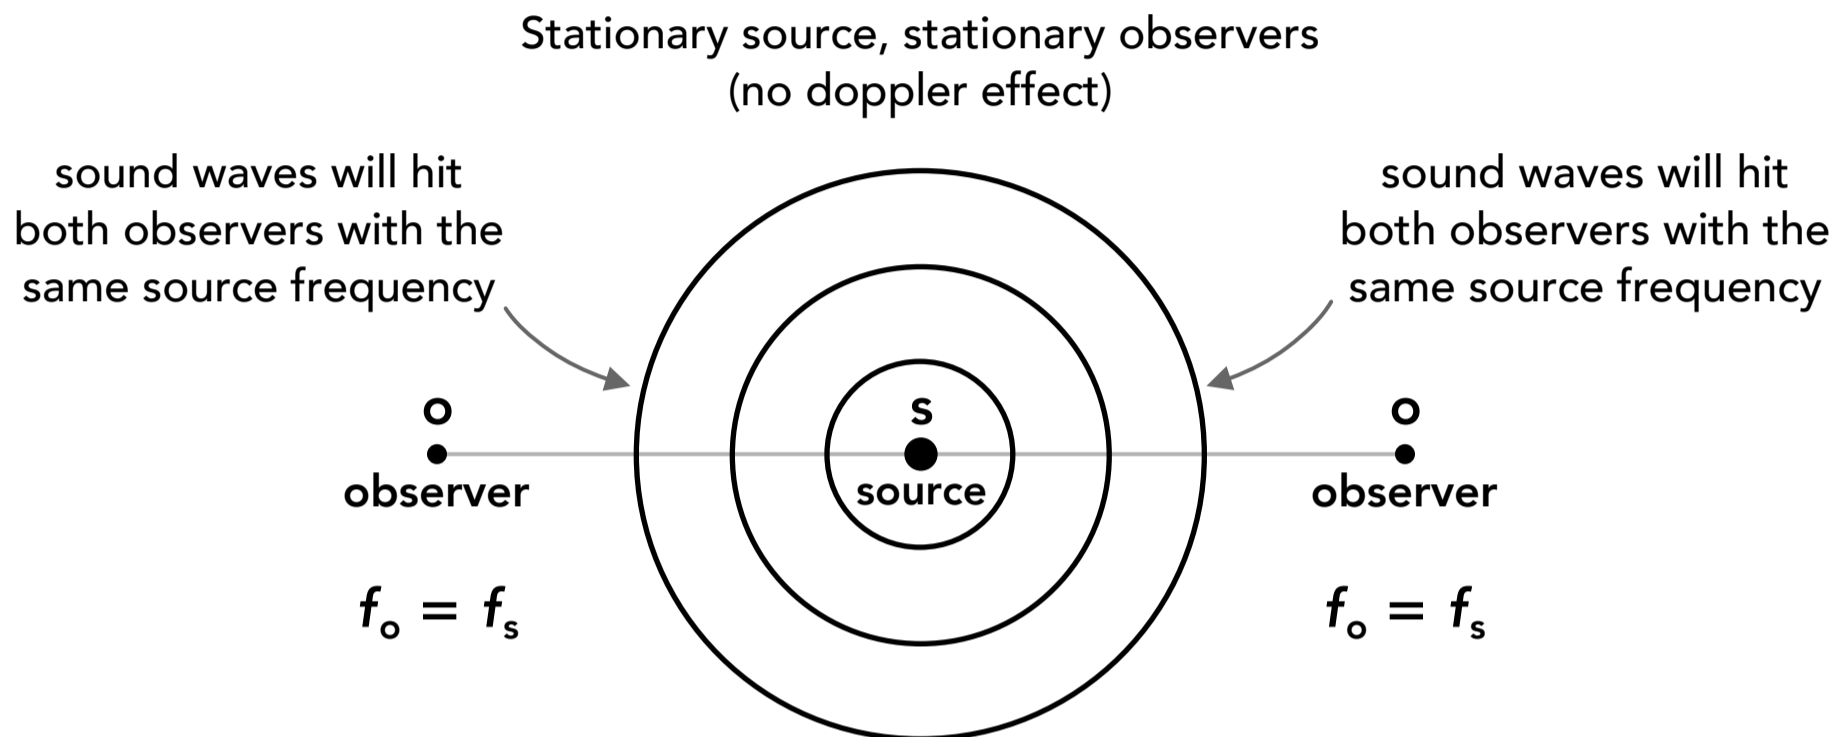 Stationary source, stationary observers
(no doppler effect)
sound waves will hit
both observers with the
same source frequency
sound waves will hit
both observers with the
same source frequency
o
observer
s
source
o
observer
fₒ = fₛ
fₒ = fₛ